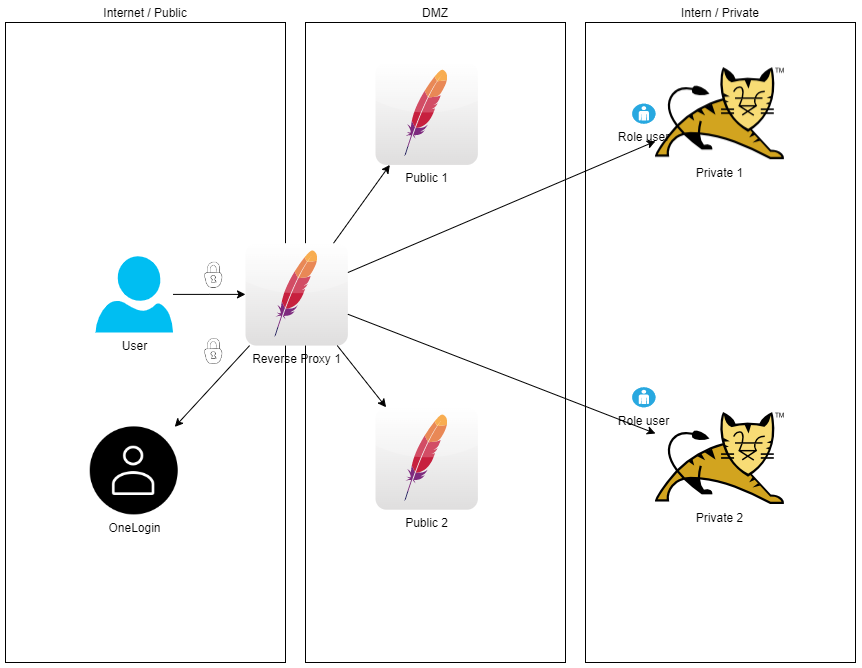 Internet / Public
DMZ
Intern / Private
TM
Role user
Public 1
Private 1
User
Reverse Proxy 1
TM
Role user
OneLogin
Public 2
Private 2